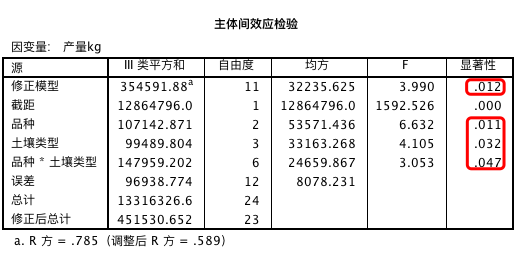 主体间效应检验
因变量: 产量kg
源 III 类平方和 自由度 均方 F 显著性
修正模型 354591.88a 11 32235.625 3.990 .012
截距 12864796.0 1 12864796.0 1592.526 .000
品种 107142.871 2 53571.436 6.632 .011
土壤类型 99489.804 3 33163.268 4.105 .032
品种 * 土壤类型 147959.202 6 24659.867 3.053 .047
误差 96938.774 12 8078.231
总计 13316326.6 24
修正后总计 451530.652 23
a. R 方 = .785（调整后 R 方 = .589）